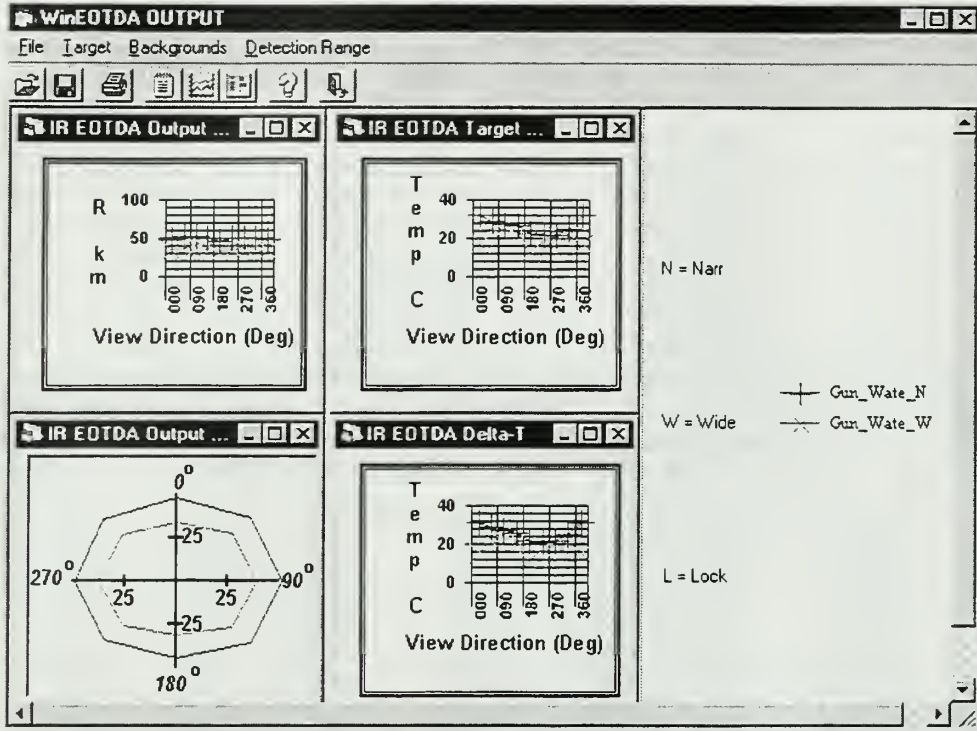 WinEOTDA OUTPUT
File Target Backgrounds Detection Range
IR EOTDA Output ...
R km
100
50
0
000 090 180 270 360
View Direction (Deg)
IR EOTDA Target ...
Temp C
40
20
0
000 090 180 270 360
View Direction (Deg)
N = Narr
W = Wide
L = Lock
Gun_Wate_N
Gun_Wate_W
IR EOTDA Output ...
0°
25
270° 90°
25 25
25
180°
IR EOTDA Delta-T
Temp C
40
20
0
000 090 180 270 360
View Direction (Deg)